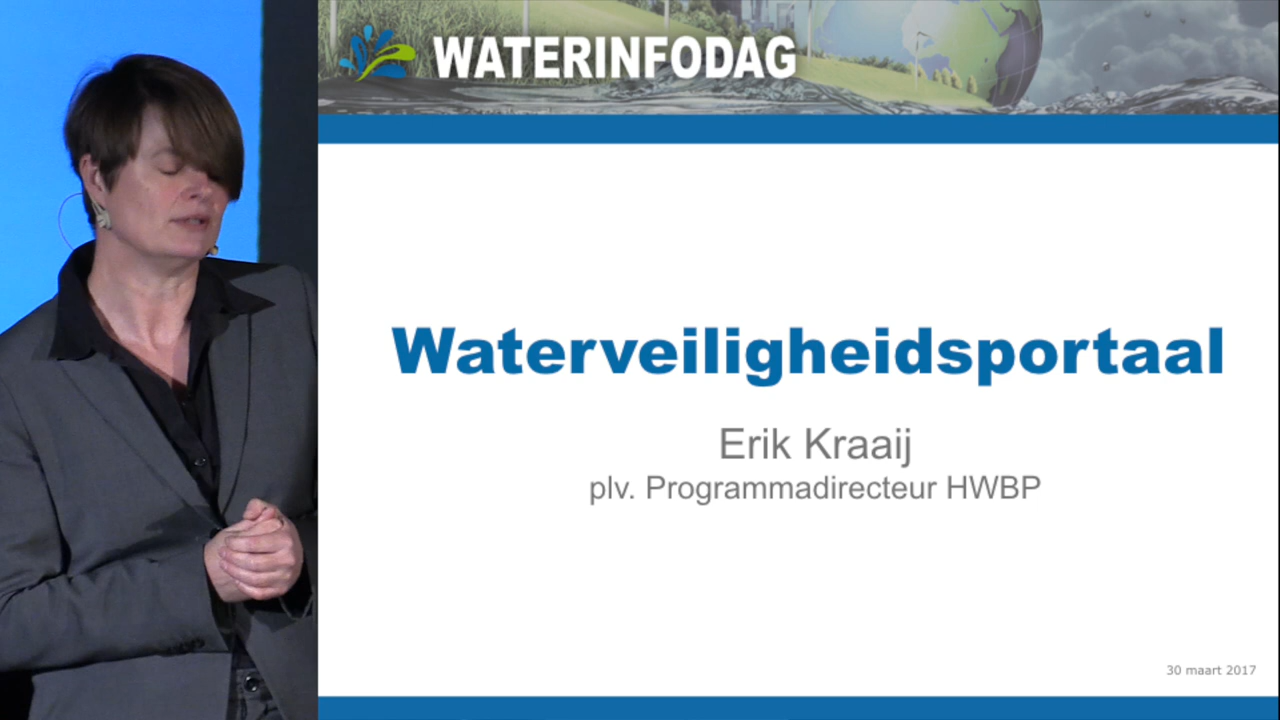 WATERINFODAG
Waterveiligheidsportaal
Erik Kraaij
plv. Programmadirecteur HWBP
30 maart 2017